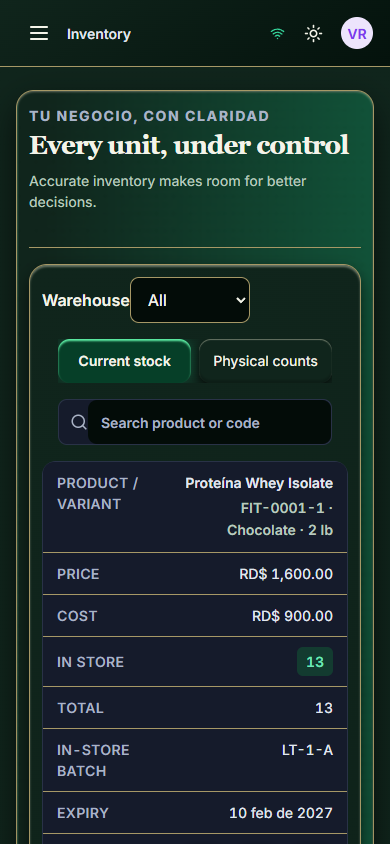 Inventory
VR
TU NEGOCIO, CON CLARIDAD
Every unit, under control
Accurate inventory makes room for better
decisions.
Warehouse All
Current stock Physical counts
Search product or code
PRODUCT / Proteína Whey Isolate
VARIANT FIT-0001-1 ·
Chocolate · 2 lb
PRICE RD$ 1,600.00
COST RD$ 900.00
IN STORE 13
TOTAL 13
IN-STORE LT-1-A
BATCH
EXPIRY 10 feb de 2027